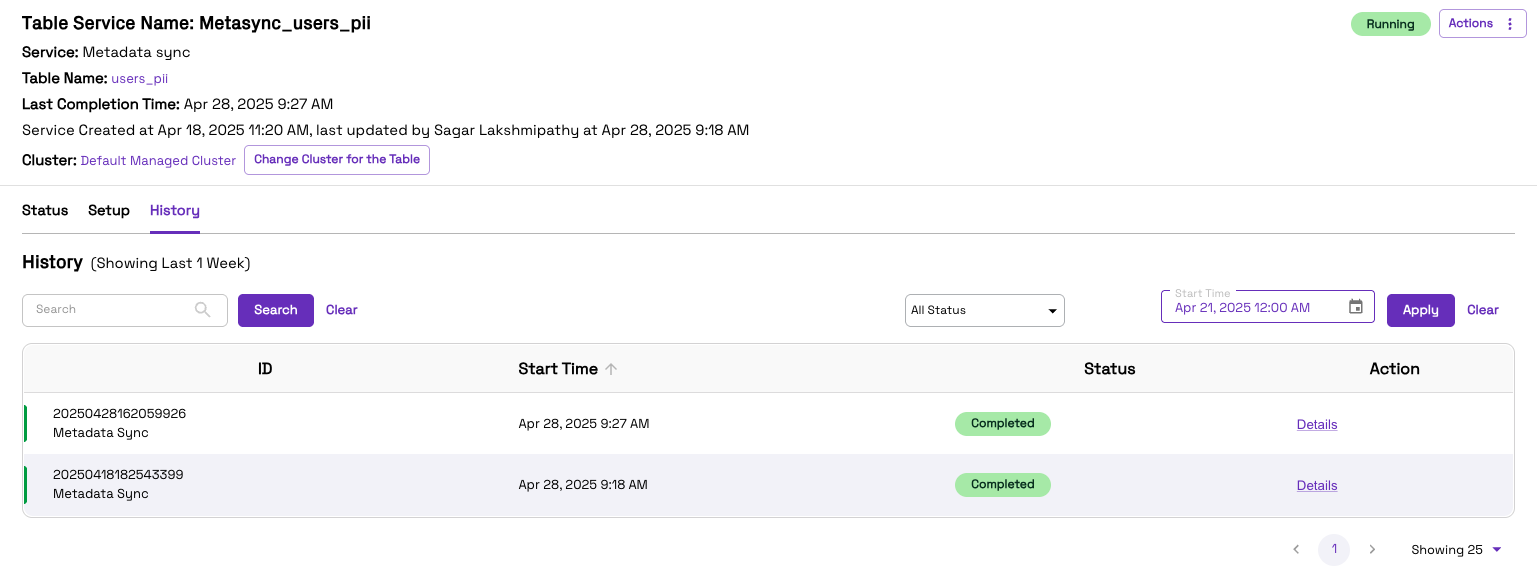 Table Service Name: Metasync_users_pii
Running
Actions
Service: Metadata sync
Table Name: users_pii
Last Completion Time: Apr 28, 2025 9:27 AM
Service Created at Apr 18, 2025 11:20 AM, last updated by Sagar Lakshmipathy at Apr 28, 2025 9:18 AM
Cluster: Default Managed Cluster Change Cluster for the Table
Status Setup History
History (Showing Last 1 Week)
Search Search Clear
All Status
Start Time
Apr 21, 2025 12:00 AM
Apply Clear
ID Start Time Status Action
20250428162059926
Metadata Sync
Apr 28, 2025 9:27 AM Completed Details
20250418182543399
Metadata Sync
Apr 28, 2025 9:18 AM Completed Details
1 Showing 25